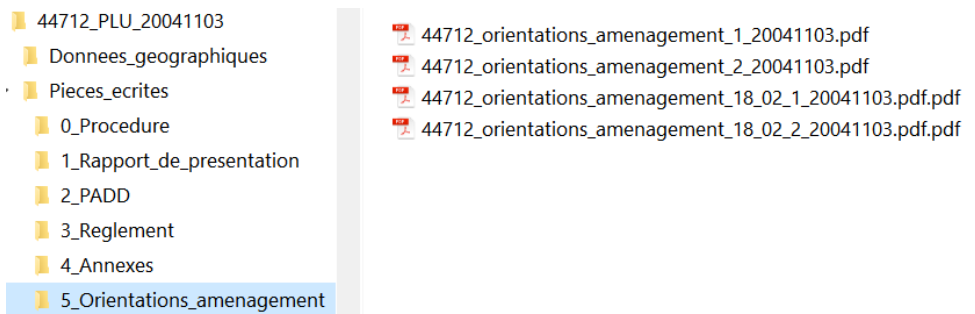 44712_PLU_20041103
Donnees_geographiques
Pieces_ecrites
0_Procedure
1_Rapport_de_presentation
2_PADD
3_Reglement
4_Annexes
5_Orientations_amenagement
44712_orientations_amenagement_1_20041103.pdf
44712_orientations_amenagement_2_20041103.pdf
44712_orientations_amenagement_18_02_1_20041103.pdf.pdf
44712_orientations_amenagement_18_02_2_20041103.pdf.pdf